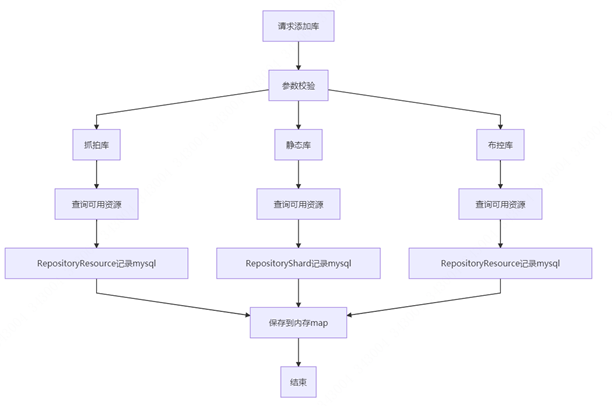 请求添加库
参数校验
抓拍库
静态库
布控库
查询可用资源
查询可用资源
查询可用资源
RepositoryResource记录mysql
RepositoryShard记录mysql
RepositoryResource记录mysql
保存到内存map
结束